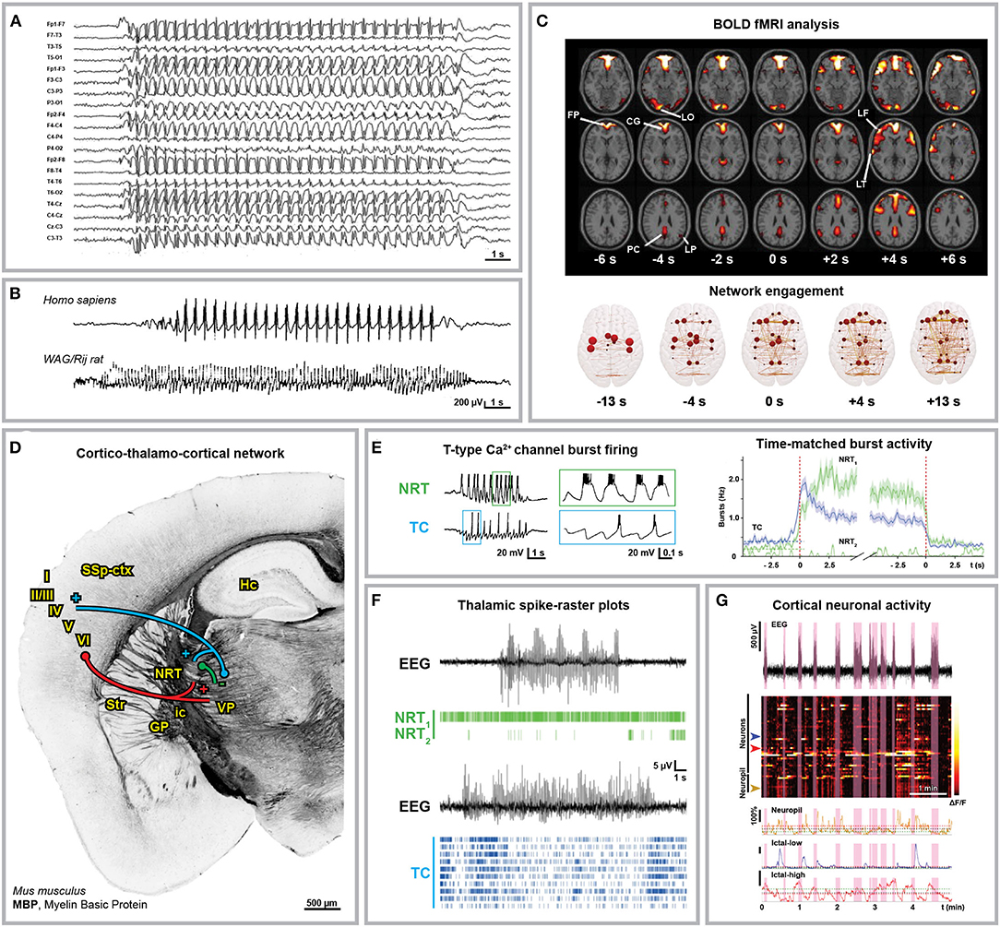 A
Fp1-F7
F7-T3
T3-T5
T5-O1
Fp1-F3
F3-C3
C3-P3
P3-O1
Fp2-F4
F4-C4
C4-P4
P4-O2
Fp2-F8
F8-T4
T4-T6
T6-O2
T4-Cz
C4-Cz
Cz-C3
C3-T3
1 s
B
Homo sapiens
WAG/Rij rat
200 µV 1 s
C
BOLD fMRI analysis
FP CG LO LF
LT
PC LP
-6 s -4 s -2 s 0 s +2 s +4 s +6 s
Network engagement
-13 s -4 s 0 s +4 s +13 s
D
Cortico-thalamo-cortical network
I
II/III
IV
V
VI
SSp-ctx
Hc
+
+
+
-
NRT
VP
ic
Str
GP
Mus musculus
MBP, Myelin Basic Protein
500 µm
E
T-type Ca²⁺ channel burst firing
NRT
TC
20 mV 1 s
20 mV 0.1 s
Time-matched burst activity
Bursts (Hz)
2.0
1.0
0
NRT₁
TC
NRT₂
- 2.5 0 2.5 - 2.5 0 t (s)
F
Thalamic spike-raster plots
EEG
NRT₁
NRT₂
5 µV
1 s
EEG
TC
G
Cortical neuronal activity
500 µV
EEG
Neurons
Neuropil
1 min
ΔF/F
100%
Neuropil
Ictal-low
Ictal-high
0 1 2 3 4 t (min)